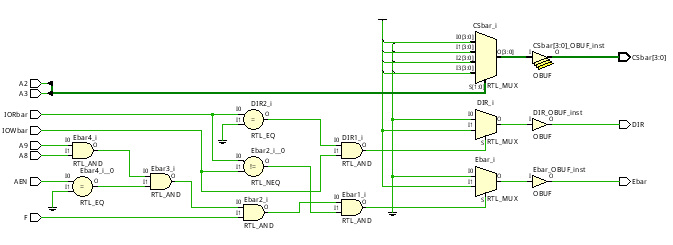 CSbar_i
I0[3:0]
I1[3:0]
I2[3:0]
I3[3:0]
O[3:0]
S[1:0]
RTL_MUX
CSbar[3:0]_OBUF_inst
I O
OBUF
CSbar[3:0]
A2
A3
IORbar
IOWbar
A9
A8
AEN
F
DIR2_i
I0
I1
O
RTL_EQ
DIR1_i
I0
I1
O
RTL_AND
DIR_i
I0
I1
O
S
RTL_MUX
DIR_OBUF_inst
I O
OBUF
DIR
Ebar4_i
I0
I1
O
RTL_AND
Ebar4_i__0
I0
I1
O
RTL_EQ
Ebar3_i
I0
I1
O
RTL_AND
Ebar2_i__0
I0
I1
O
RTL_NEQ
Ebar2_i
I0
I1
O
RTL_AND
Ebar1_i
I0
I1
O
RTL_AND
Ebar_i
I0
I1
O
S
RTL_MUX
Ebar_OBUF_inst
I O
OBUF
Ebar